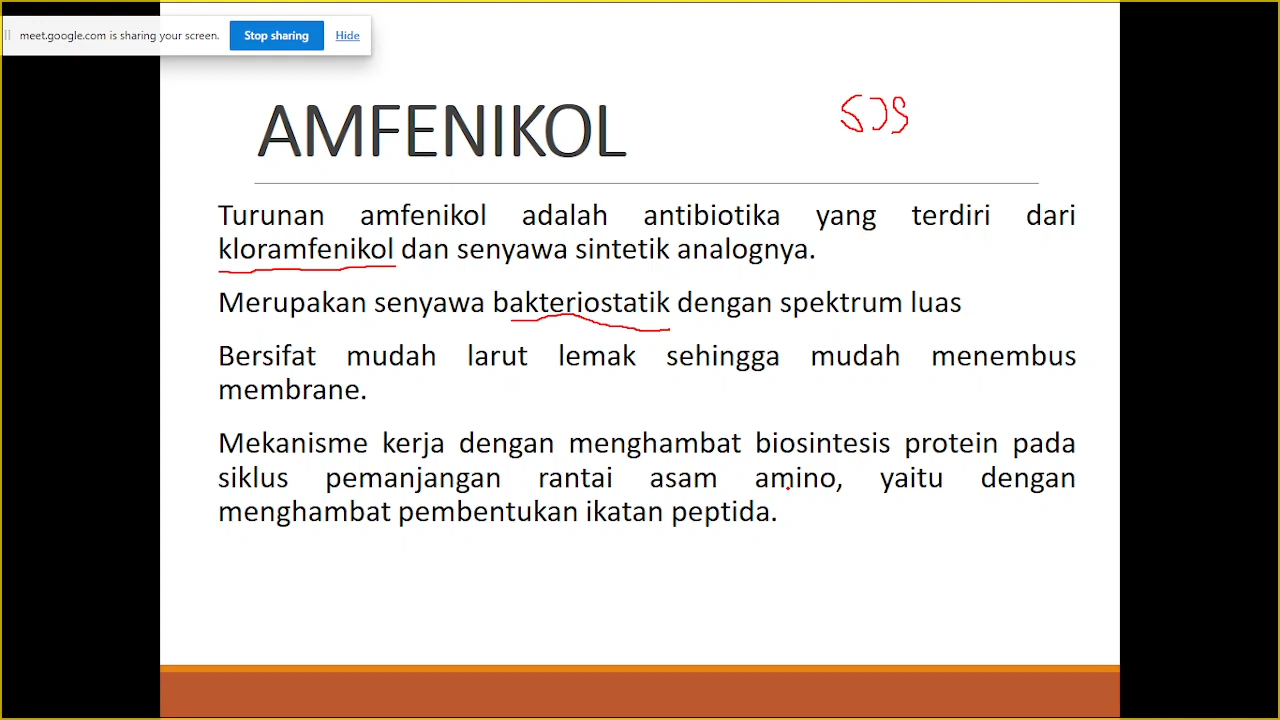 meet.google.com is sharing your screen. Stop sharing Hide
AMFENIKOL
SJS
Turunan amfenikol adalah antibiotika yang terdiri dari
kloramfenikol dan senyawa sintetik analognya.
Merupakan senyawa bakteriostatik dengan spektrum luas
Bersifat mudah larut lemak sehingga mudah menembus
membrane.
Mekanisme kerja dengan menghambat biosintesis protein pada
siklus pemanjangan rantai asam amino, yaitu dengan
menghambat pembentukan ikatan peptida.